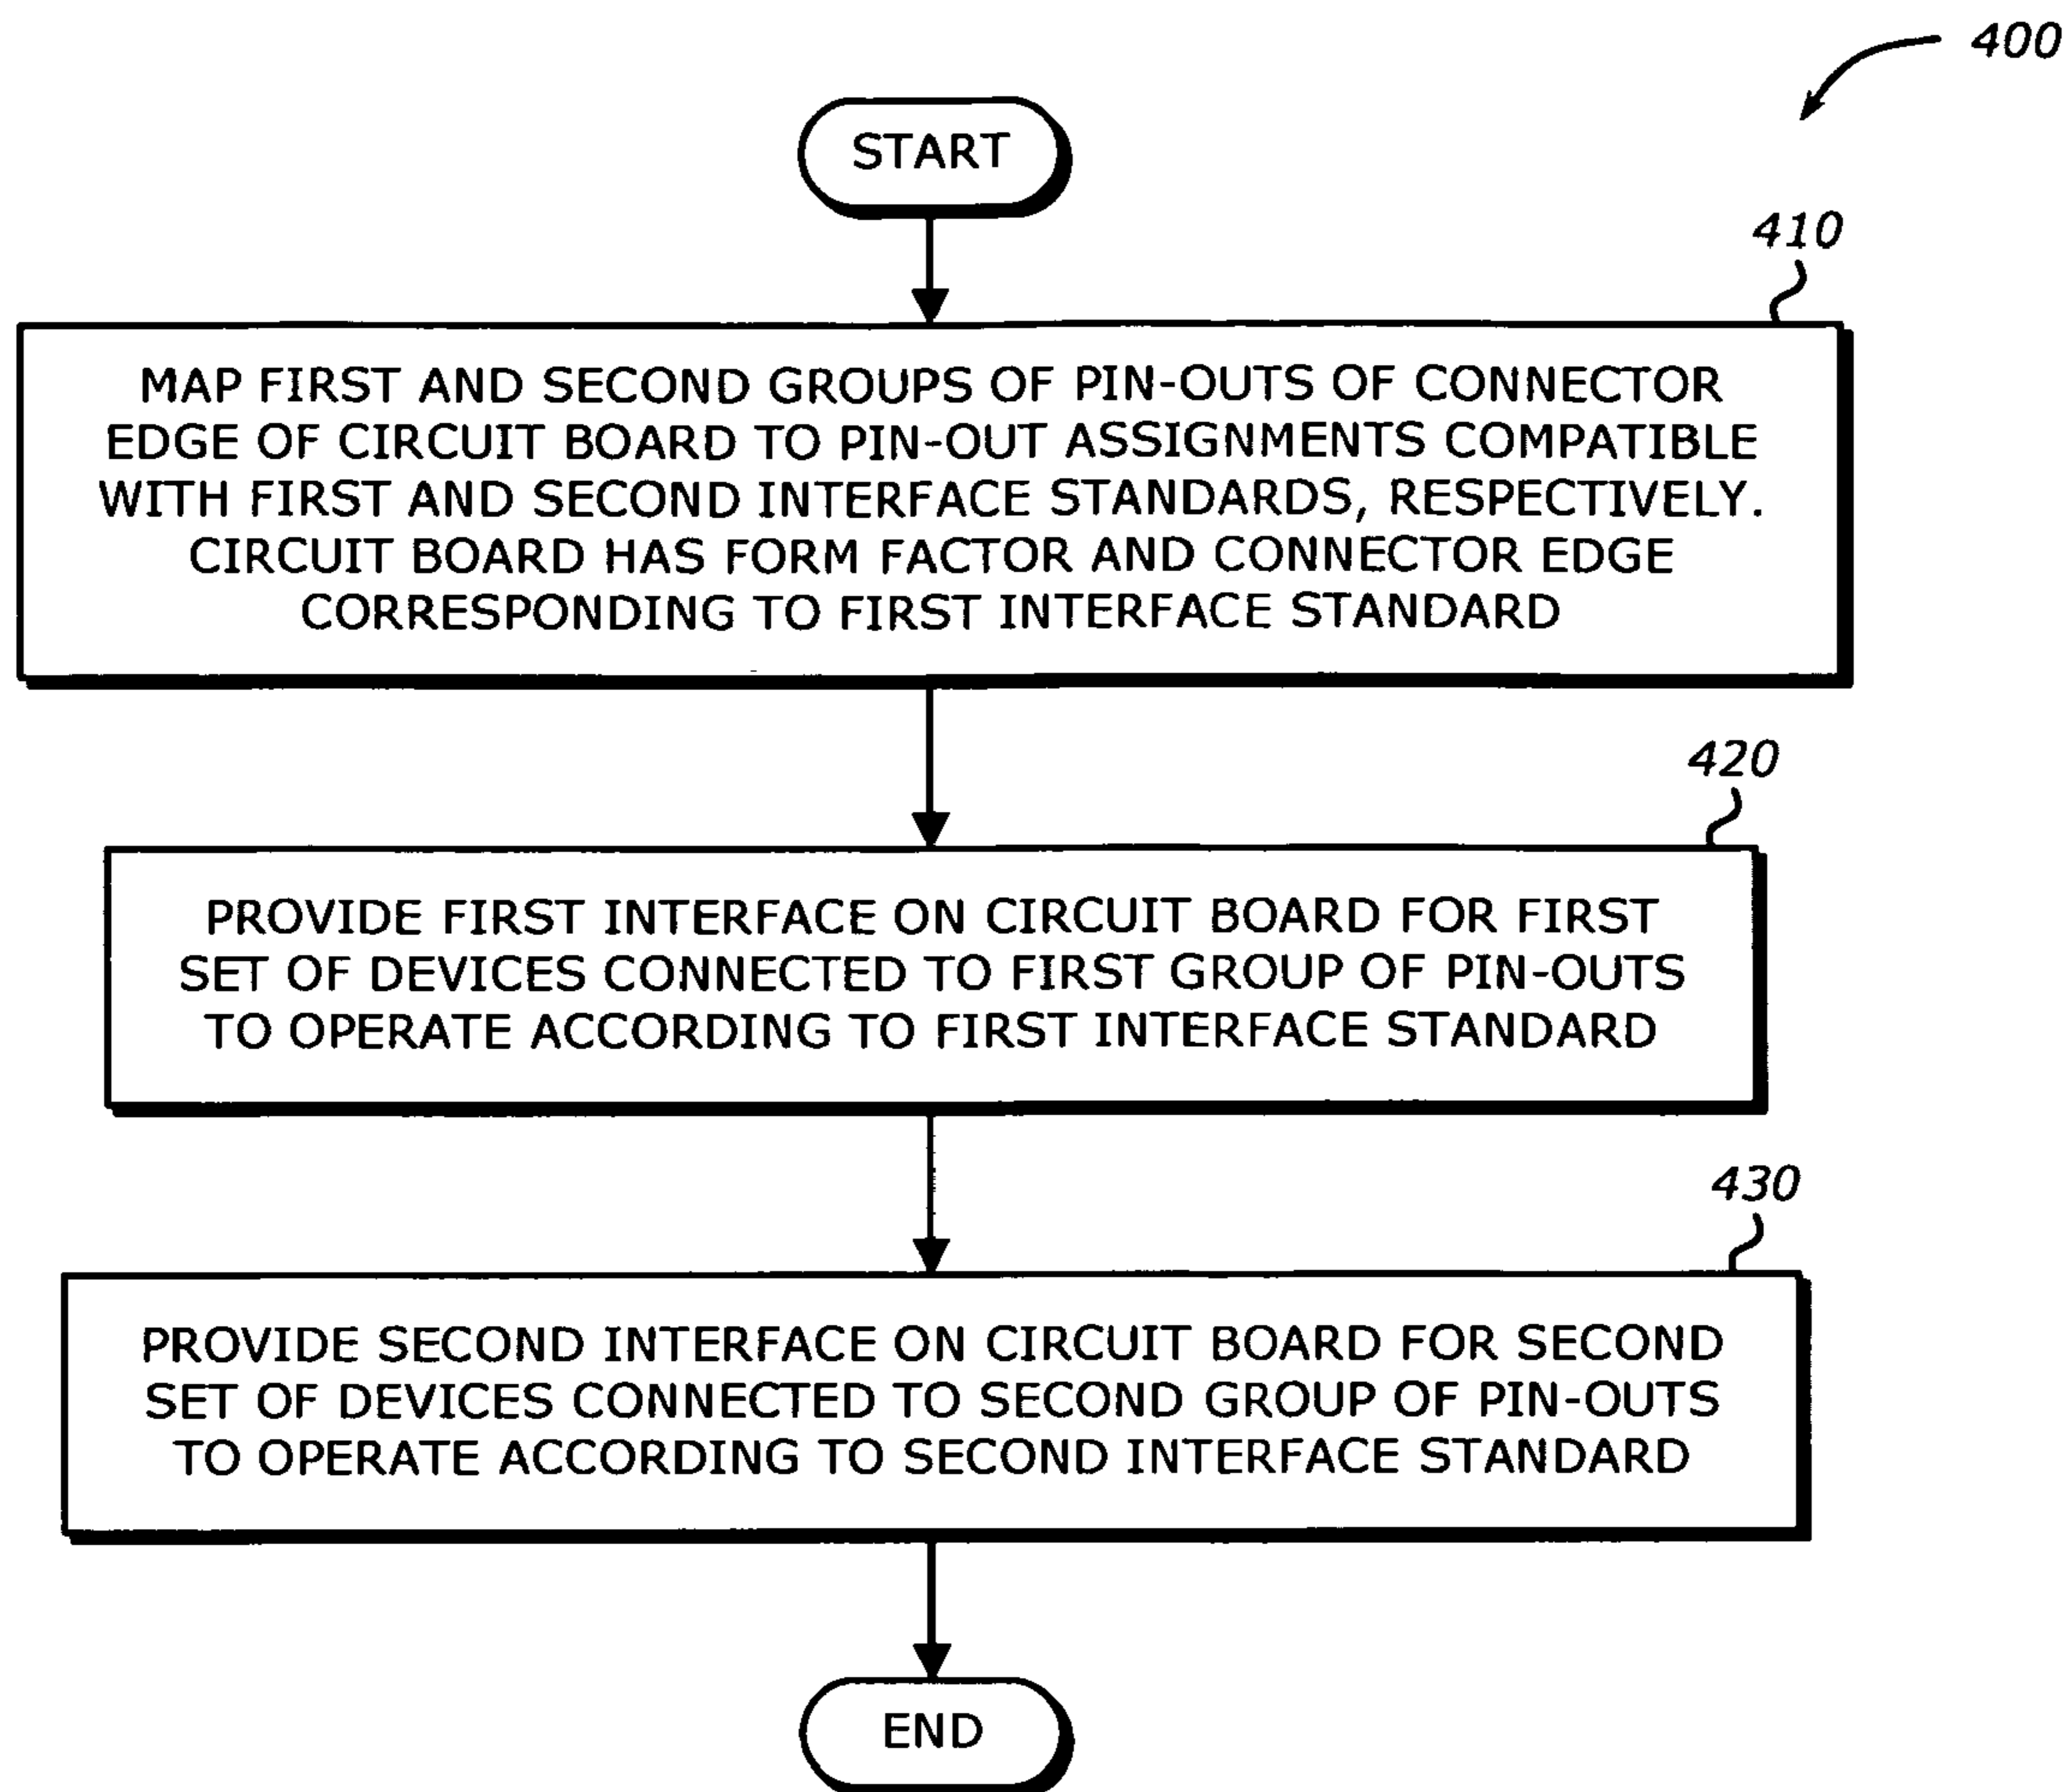 400
START
410
MAP FIRST AND SECOND GROUPS OF PIN-OUTS OF CONNECTOR
EDGE OF CIRCUIT BOARD TO PIN-OUT ASSIGNMENTS COMPATIBLE
WITH FIRST AND SECOND INTERFACE STANDARDS, RESPECTIVELY.
CIRCUIT BOARD HAS FORM FACTOR AND CONNECTOR EDGE
CORRESPONDING TO FIRST INTERFACE STANDARD
420
PROVIDE FIRST INTERFACE ON CIRCUIT BOARD FOR FIRST
SET OF DEVICES CONNECTED TO FIRST GROUP OF PIN-OUTS
TO OPERATE ACCORDING TO FIRST INTERFACE STANDARD
430
PROVIDE SECOND INTERFACE ON CIRCUIT BOARD FOR SECOND
SET OF DEVICES CONNECTED TO SECOND GROUP OF PIN-OUTS
TO OPERATE ACCORDING TO SECOND INTERFACE STANDARD
END